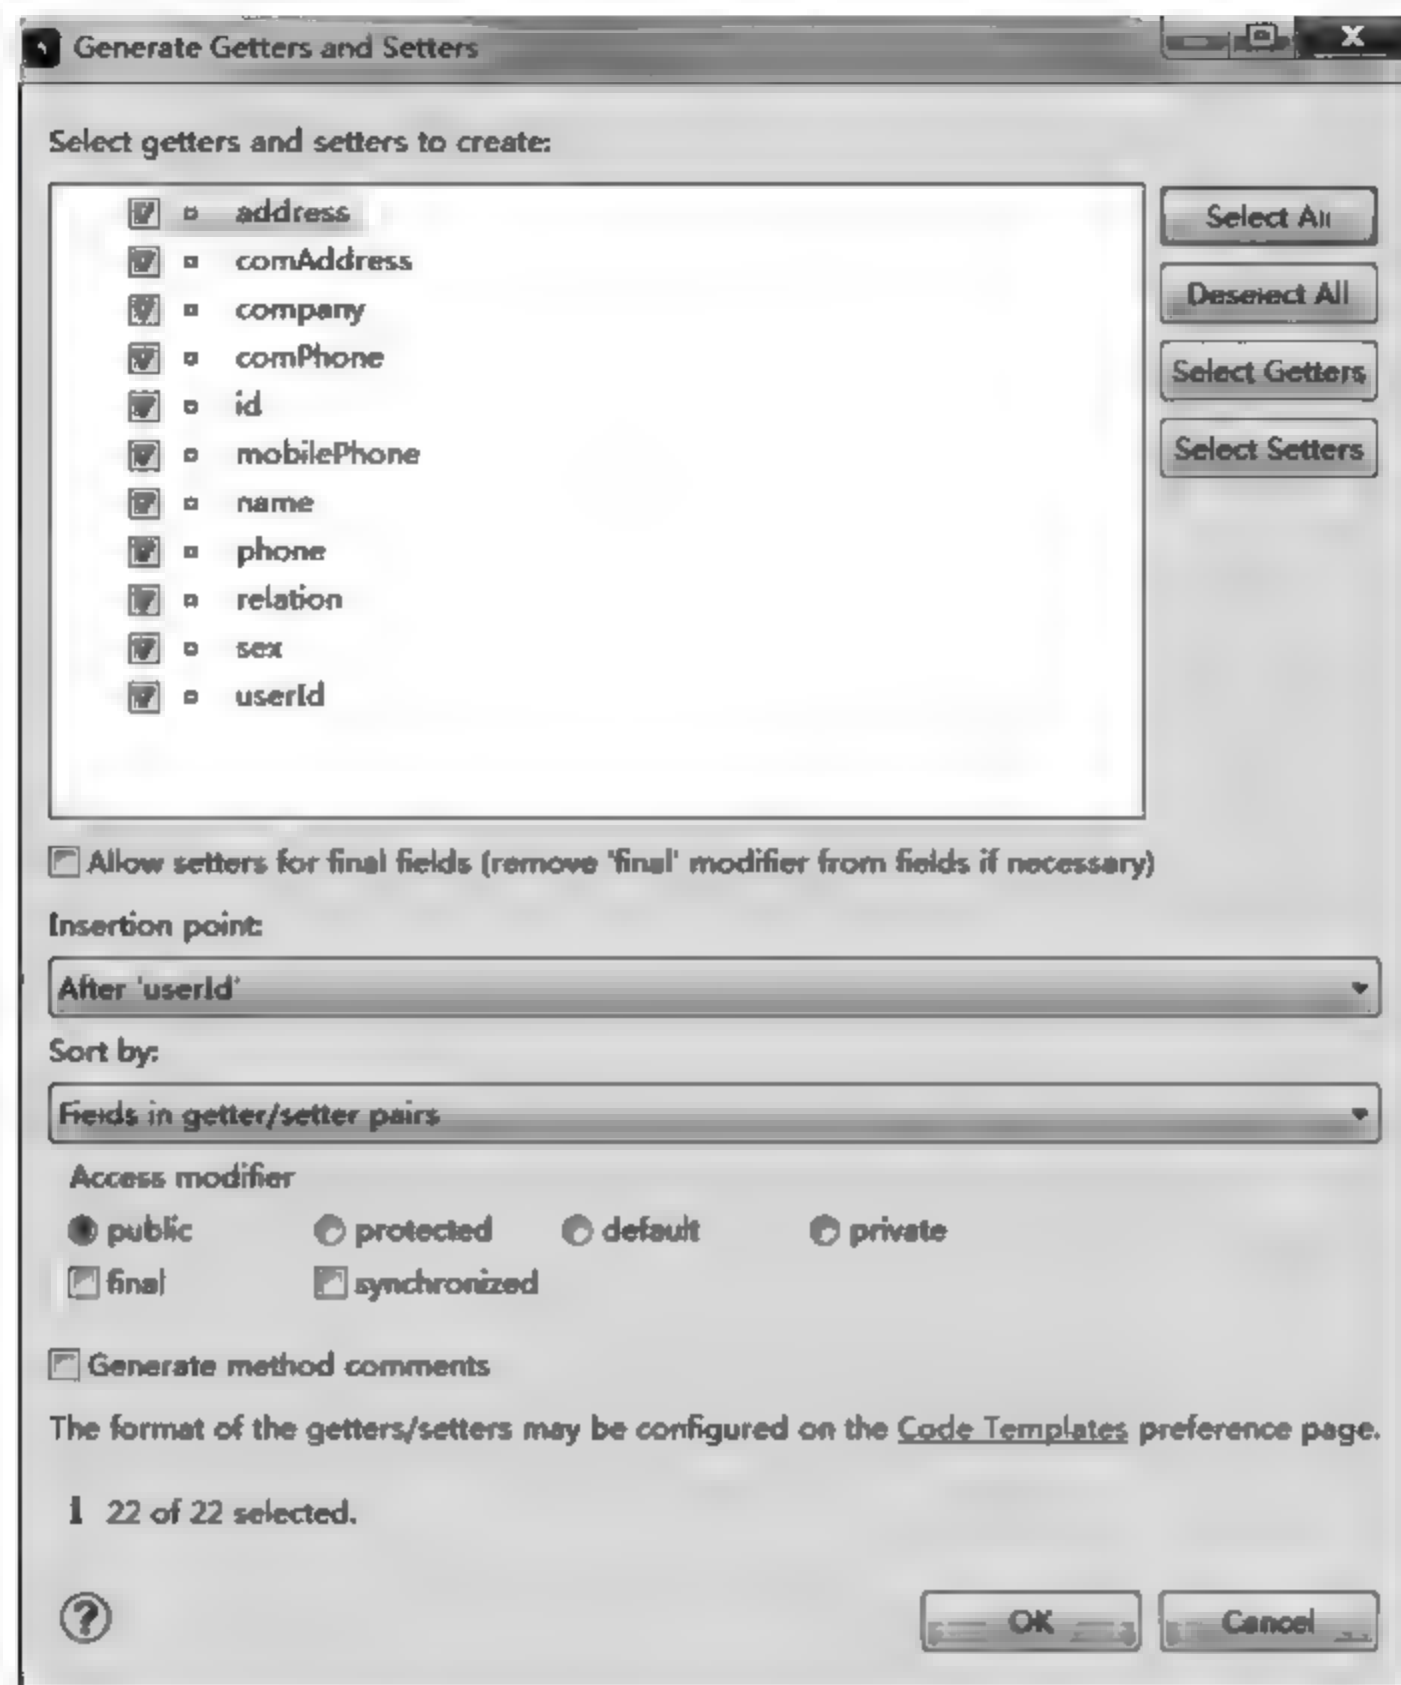 Generate Getters and Setters
Select getters and setters to create:
address
comAddress
company
comPhone
id
mobilePhone
name
phone
relation
sex
userId
Select All
Deselect All
Select Getters
Select Setters
Allow setters for final fields (remove 'final' modifier from fields if necessary)
Insertion point:
After 'userId'
Sort by:
Fields in getter/setter pairs
Access modifier
public protected default private
final synchronized
Generate method comments
The format of the getters/setters may be configured on the Code Templates preference page.
i 22 of 22 selected.
?
OK Cancel